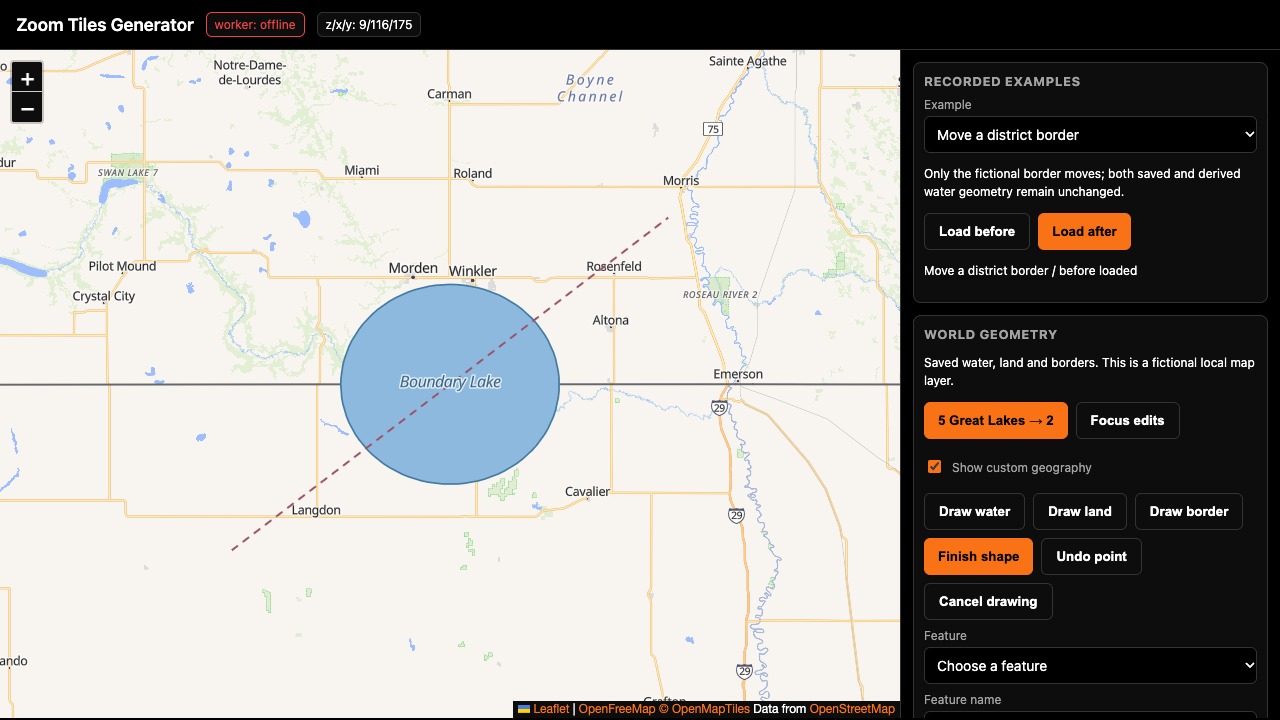 Zoom Tiles Generator
worker: offline
z/x/y: 9/116/175
+
−
Notre-Dame-
de-Lourdes
Sainte Agathe
Boyne
Channel
Carman
75
SWAN LAKE 7
Miami
Roland
Morris
Pilot Mound
Morden
Winkler
Rosenfeld
Crystal City
ROSEAU RIVER 2
Altona
Boundary Lake
Emerson
29
Cavalier
Langdon
29
ando
29
Leaflet | OpenFreeMap © OpenMapTiles Data from OpenStreetMap
RECORDED EXAMPLES
Example
Move a district border
Only the fictional border moves; both saved and derived
water geometry remain unchanged.
Load before
Load after
Move a district border / before loaded
WORLD GEOMETRY
Saved water, land and borders. This is a fictional local map
layer.
5 Great Lakes → 2
Focus edits
Show custom geography
Draw water
Draw land
Draw border
Finish shape
Undo point
Cancel drawing
Feature
Choose a feature
Feature name